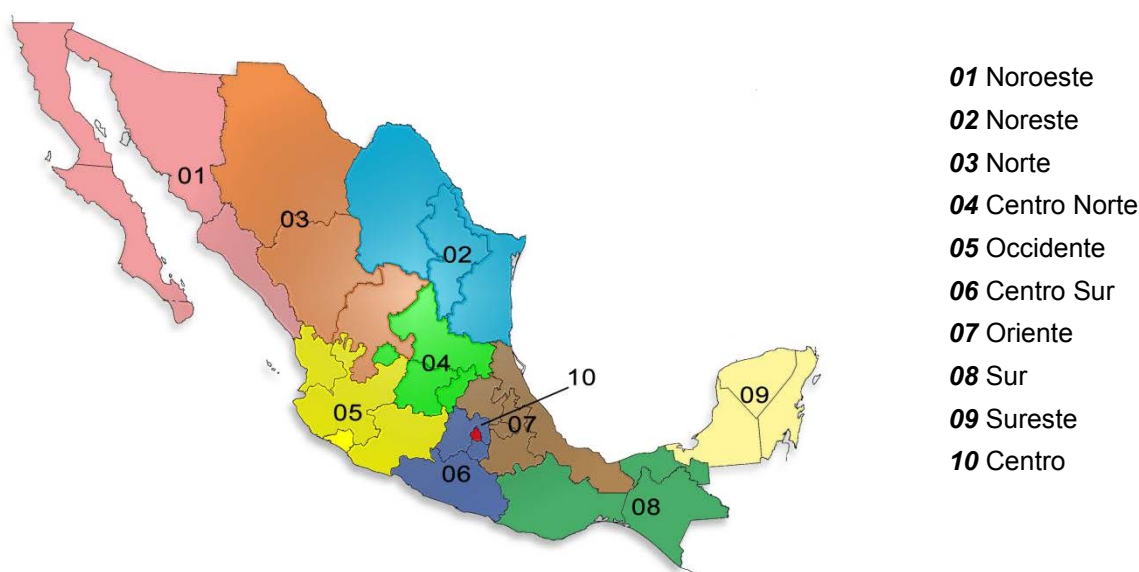 01
02
03
04
05
06
07
08
09
10
01 Noroeste
02 Noreste
03 Norte
04 Centro Norte
05 Occidente
06 Centro Sur
07 Oriente
08 Sur
09 Sureste
10 Centro